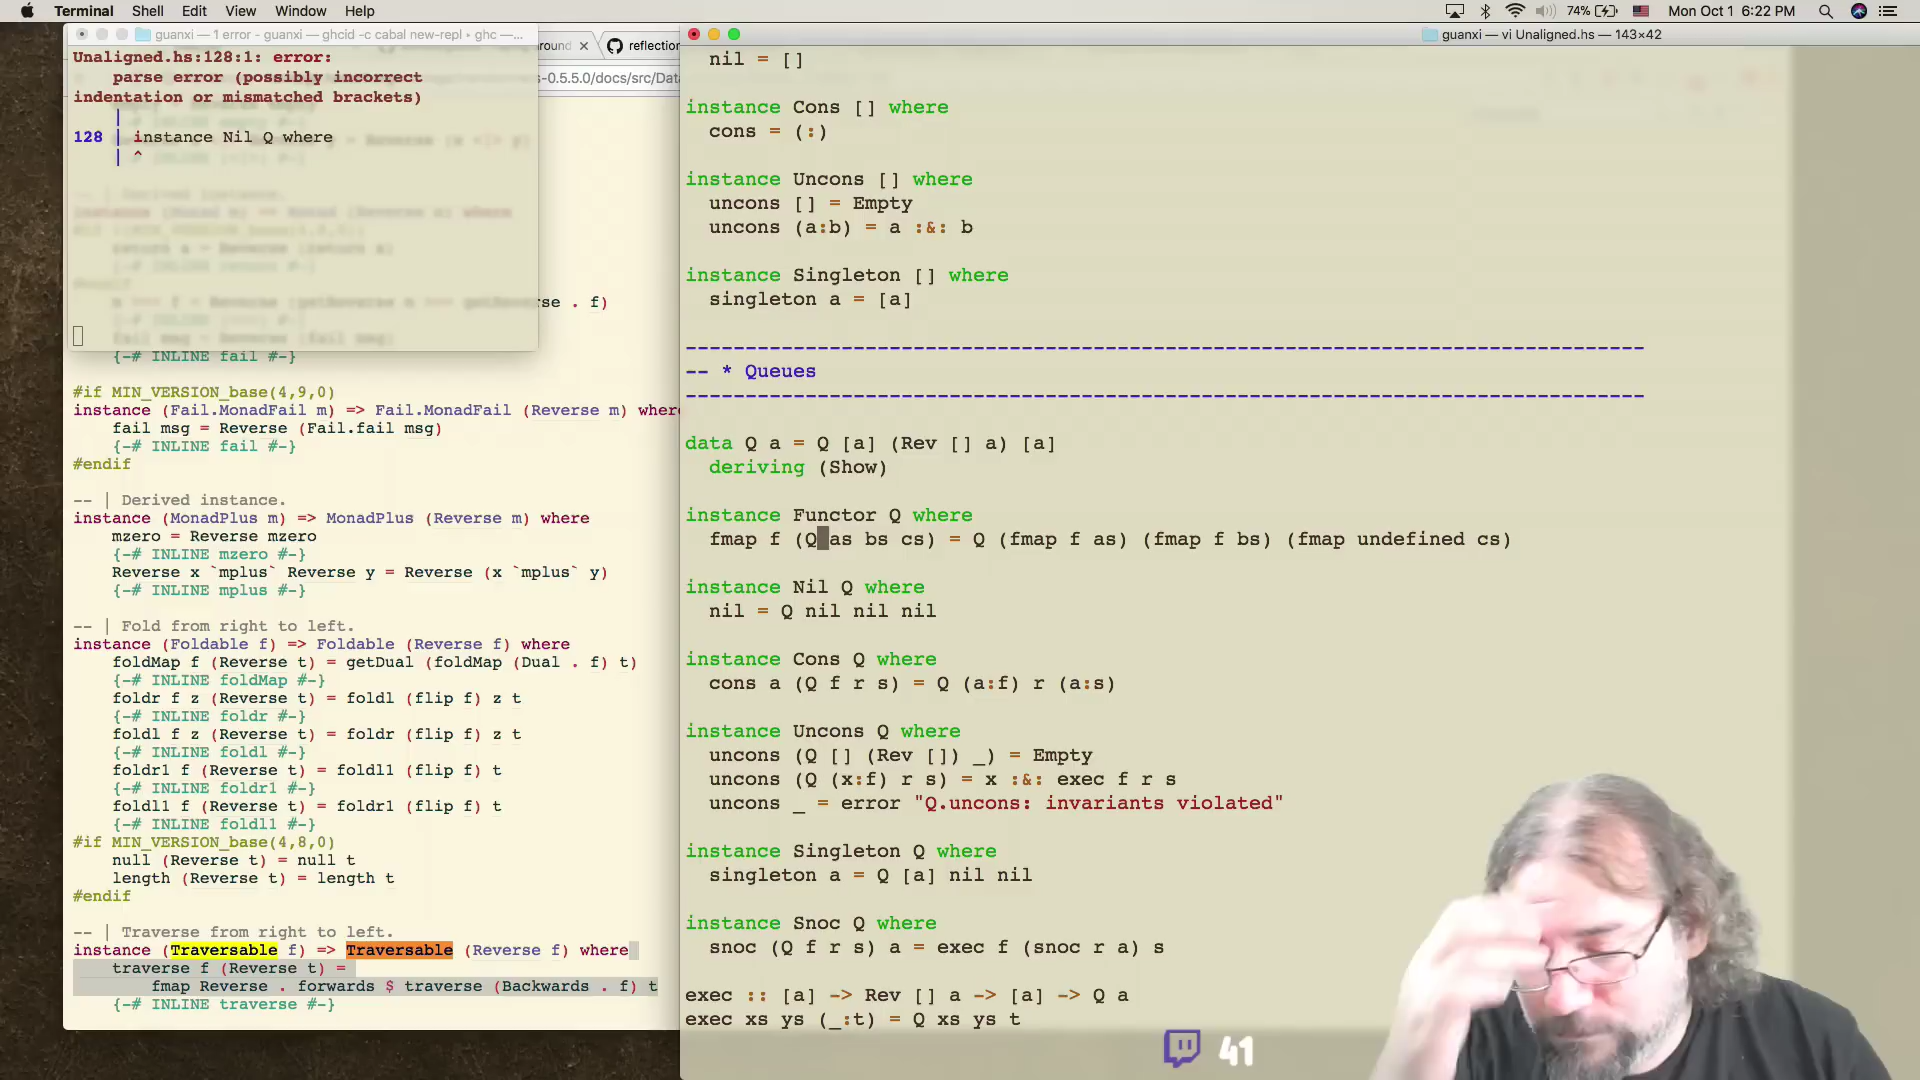 Terminal Shell Edit View Window Help
74% Mon Oct 1 6:22 PM
guanxi — 1 error - guanxi — ghcid -c cabal new-repl • ghc —...
Unaligned.hs:128:1: error:
parse error (possibly incorrect
indentation or mismatched brackets)
|
128 | instance Nil Q where
| ^
round
reflection
-0.5.5.0/docs/src/Data
rse . f)
{-# INLINE fail #-}
#if MIN_VERSION_base(4,9,0)
instance (Fail.MonadFail m) => Fail.MonadFail (Reverse m) where
fail msg = Reverse (Fail.fail msg)
{-# INLINE fail #-}
#endif
-- | Derived instance.
instance (MonadPlus m) => MonadPlus (Reverse m) where
mzero = Reverse mzero
{-# INLINE mzero #-}
Reverse x `mplus` Reverse y = Reverse (x `mplus` y)
{-# INLINE mplus #-}
-- | Fold from right to left.
instance (Foldable f) => Foldable (Reverse f) where
foldMap f (Reverse t) = getDual (foldMap (Dual . f) t)
{-# INLINE foldMap #-}
foldr f z (Reverse t) = foldl (flip f) z t
{-# INLINE foldr #-}
foldl f z (Reverse t) = foldr (flip f) z t
{-# INLINE foldl #-}
foldr1 f (Reverse t) = foldl1 (flip f) t
{-# INLINE foldr1 #-}
foldl1 f (Reverse t) = foldr1 (flip f) t
{-# INLINE foldl1 #-}
#if MIN_VERSION_base(4,8,0)
null (Reverse t) = null t
length (Reverse t) = length t
#endif
-- | Traverse from right to left.
instance (Traversable f) => Traversable (Reverse f) where
traverse f (Reverse t) =
fmap Reverse . forwards $ traverse (Backwards . f) t
{-# INLINE traverse #-}
guanxi — vi Unaligned.hs — 143×42
nil = []
instance Cons [] where
cons = (:)
instance Uncons [] where
uncons [] = Empty
uncons (a:b) = a :&: b
instance Singleton [] where
singleton a = [a]
--------------------------------------------------------------------------------
-- * Queues
--------------------------------------------------------------------------------
data Q a = Q [a] (Rev [] a) [a]
deriving (Show)
instance Functor Q where
fmap f (Q as bs cs) = Q (fmap f as) (fmap f bs) (fmap undefined cs)
instance Nil Q where
nil = Q nil nil nil
instance Cons Q where
cons a (Q f r s) = Q (a:f) r (a:s)
instance Uncons Q where
uncons (Q [] (Rev []) _) = Empty
uncons (Q (x:f) r s) = x :&: exec f r s
uncons _ = error "Q.uncons: invariants violated"
instance Singleton Q where
singleton a = Q [a] nil nil
instance Snoc Q where
snoc (Q f r s) a = exec f (snoc r a) s
exec :: [a] -> Rev [] a -> [a] -> Q a
exec xs ys (_:t) = Q xs ys t
41